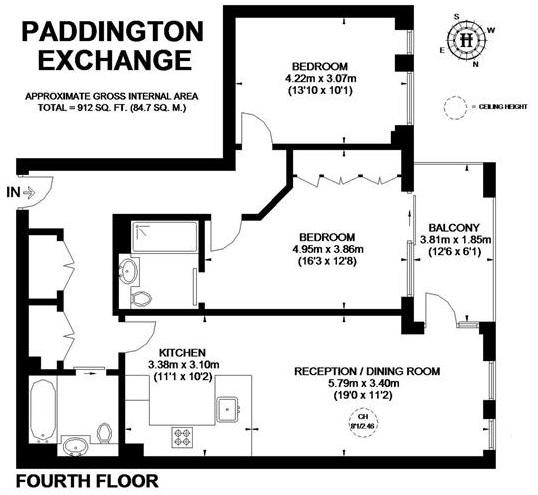 PADDINGTON
EXCHANGE
APPROXIMATE GROSS INTERNAL AREA
TOTAL = 912 SQ. FT. (84.7 SQ. M.)
BEDROOM
4.22m x 3.07m
(13'10 x 10'1)
S
W
E
N
H
= CEILING HEIGHT
IN
BEDROOM
4.95m x 3.86m
(16'3 x 12'8)
BALCONY
3.81m x 1.85m
(12'6 x 6'1)
KITCHEN
3.38m x 3.10m
(11'1 x 10'2)
RECEPTION / DINING ROOM
5.79m x 3.40m
(19'0 x 11'2)
CH
8'1/2.46
FOURTH FLOOR